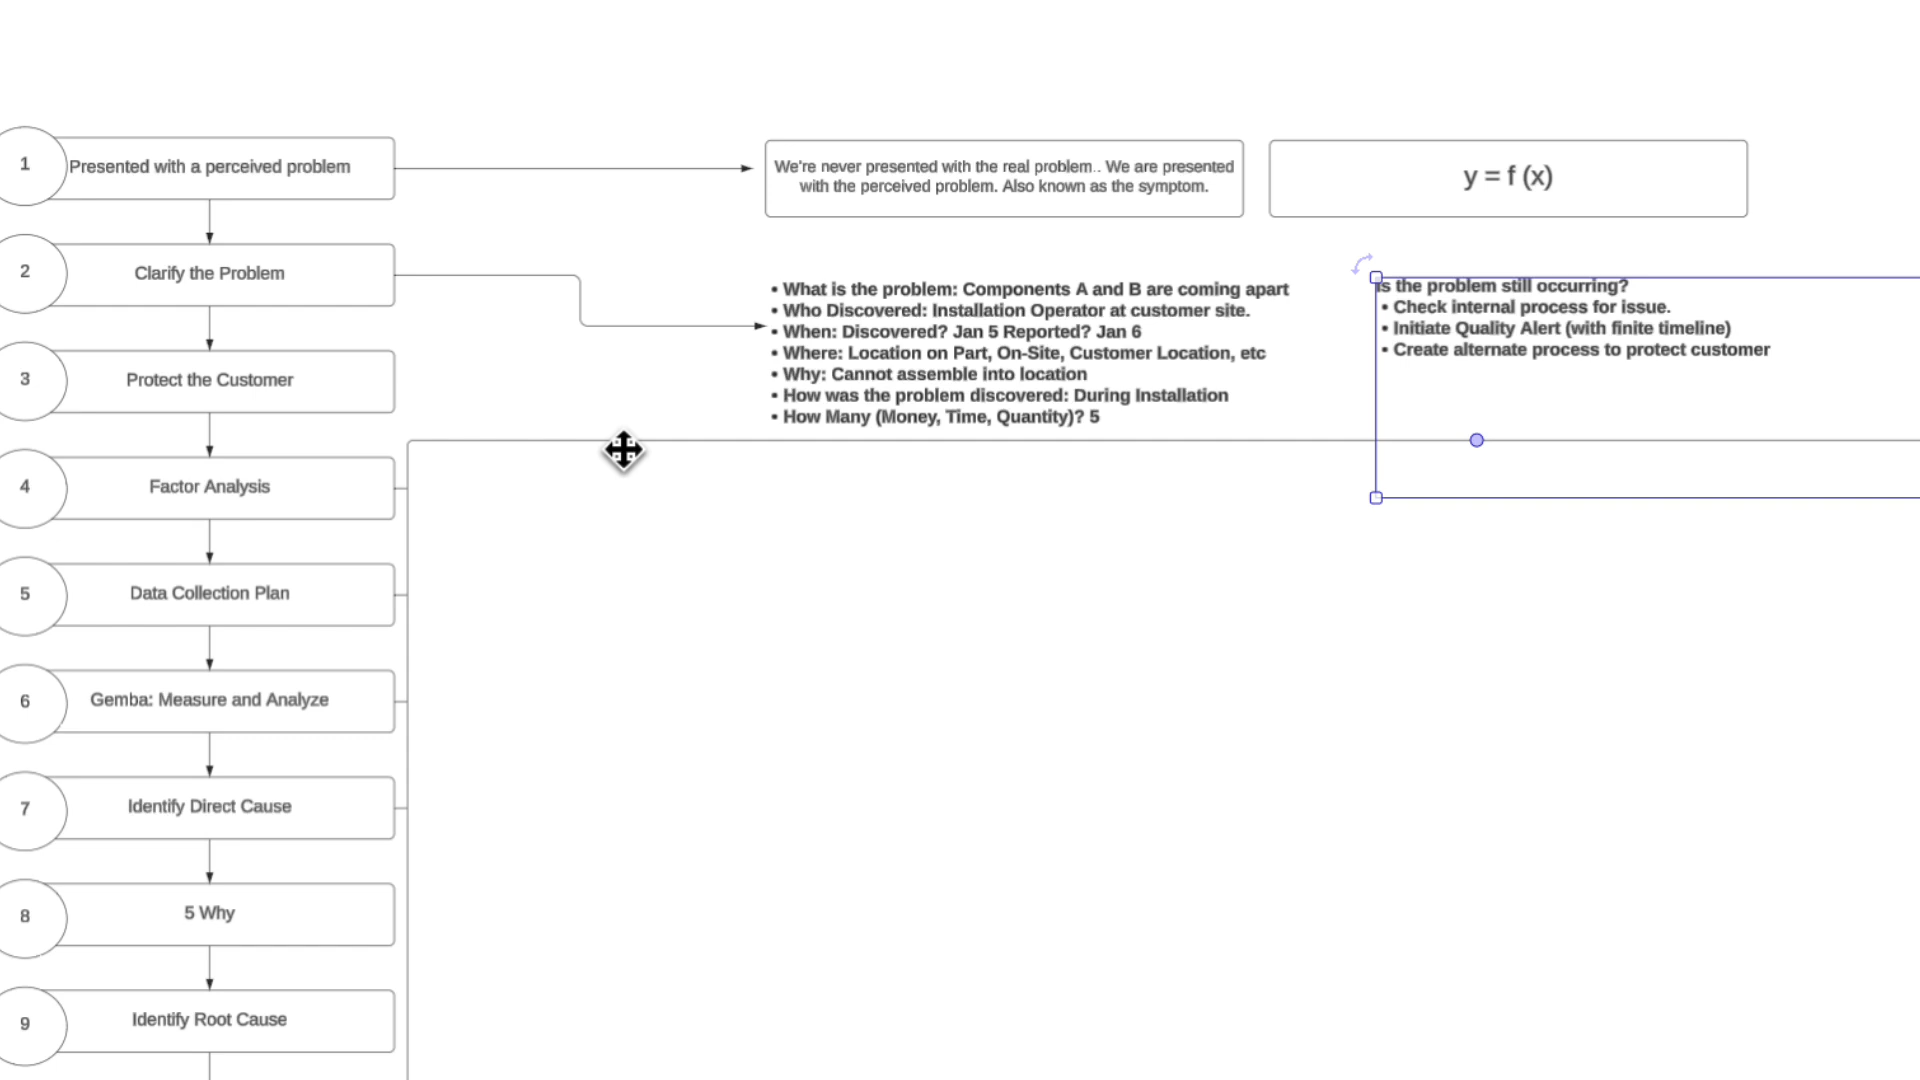 1
Presented with a perceived problem
We're never presented with the real problem.. We are presented
with the perceived problem. Also known as the symptom.
y = f (x)
2
Clarify the Problem
• What is the problem: Components A and B are coming apart
• Who Discovered: Installation Operator at customer site.
• When: Discovered? Jan 5 Reported? Jan 6
• Where: Location on Part, On-Site, Customer Location, etc
• Why: Cannot assemble into location
• How was the problem discovered: During Installation
• How Many (Money, Time, Quantity)? 5
Is the problem still occurring?
• Check internal process for issue.
• Initiate Quality Alert (with finite timeline)
• Create alternate process to protect customer
3
Protect the Customer
4
Factor Analysis
5
Data Collection Plan
6
Gemba: Measure and Analyze
7
Identify Direct Cause
8
5 Why
9
Identify Root Cause